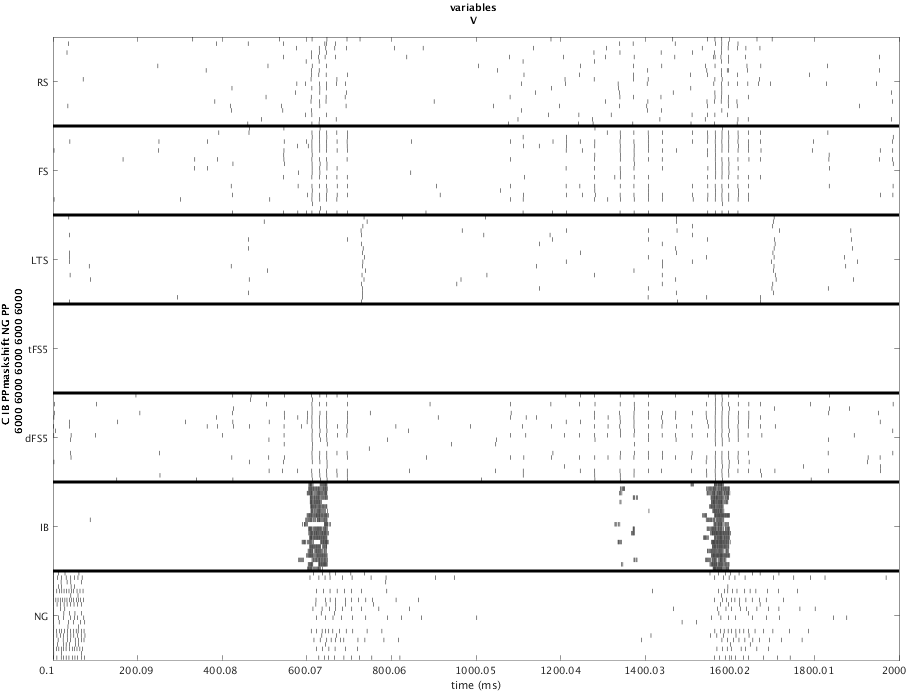 variables
V
RS
FS
LTS
tFS5
dFS5
IB
NG
C IB PPmaskshift NG PP
6000 6000 6000 6000 6000
0.1 200.09 400.08 600.07 800.06 1000.05 1200.04 1400.03 1600.02 1800.01 2000
time (ms)